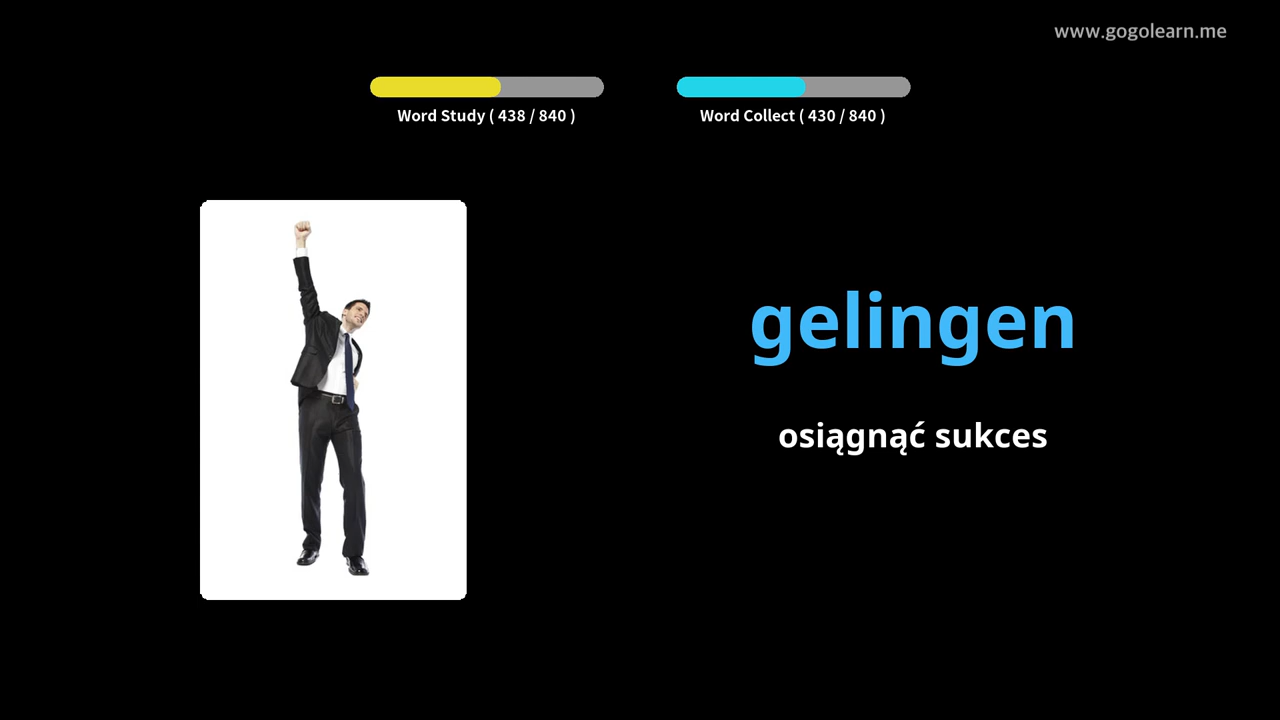 www.gogolearn.me
Word Study ( 438 / 840 )
Word Collect ( 430 / 840 )
gelingen
osiągnąć sukces